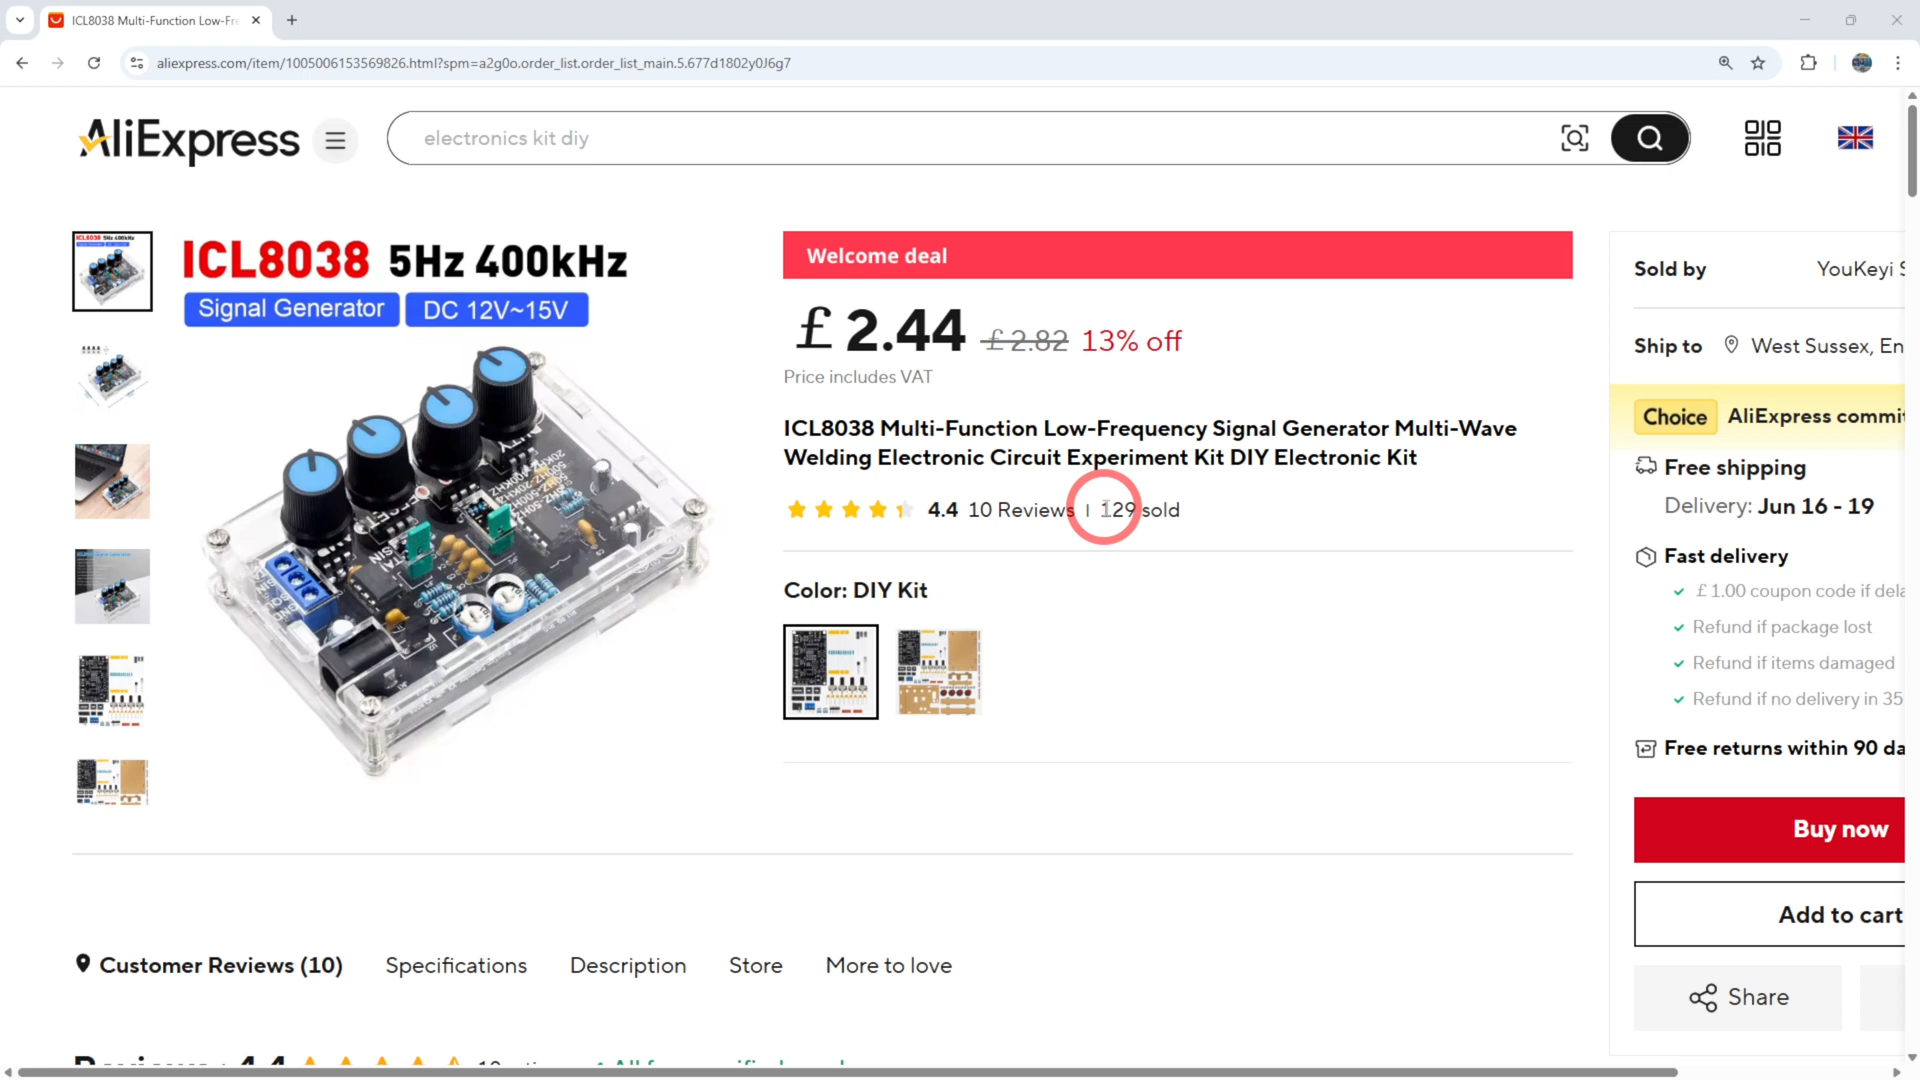 ICL8038 Multi-Function Low-Fre
aliexpress.com/item/1005006153569826.html?spm=a2g0o.order_list.order_list_main.5.677d1802y0J6g7
AliExpress
electronics kit diy
ICL8038 5Hz 400kHz
Signal Generator DC 12V~15V
Welcome deal
£2.44 £2.82 13% off
Price includes VAT
ICL8038 Multi-Function Low-Frequency Signal Generator Multi-Wave
Welding Electronic Circuit Experiment Kit DIY Electronic Kit
4.4 10 Reviews | 129 sold
Color: DIY Kit
Sold by YouKeyi S
Ship to West Sussex, En
Choice AliExpress commi
Free shipping
Delivery: Jun 16 - 19
Fast delivery
£1.00 coupon code if dela
Refund if package lost
Refund if items damaged
Refund if no delivery in 35
Free returns within 90 da
Buy now
Add to cart
Share
Customer Reviews (10) Specifications Description Store More to love